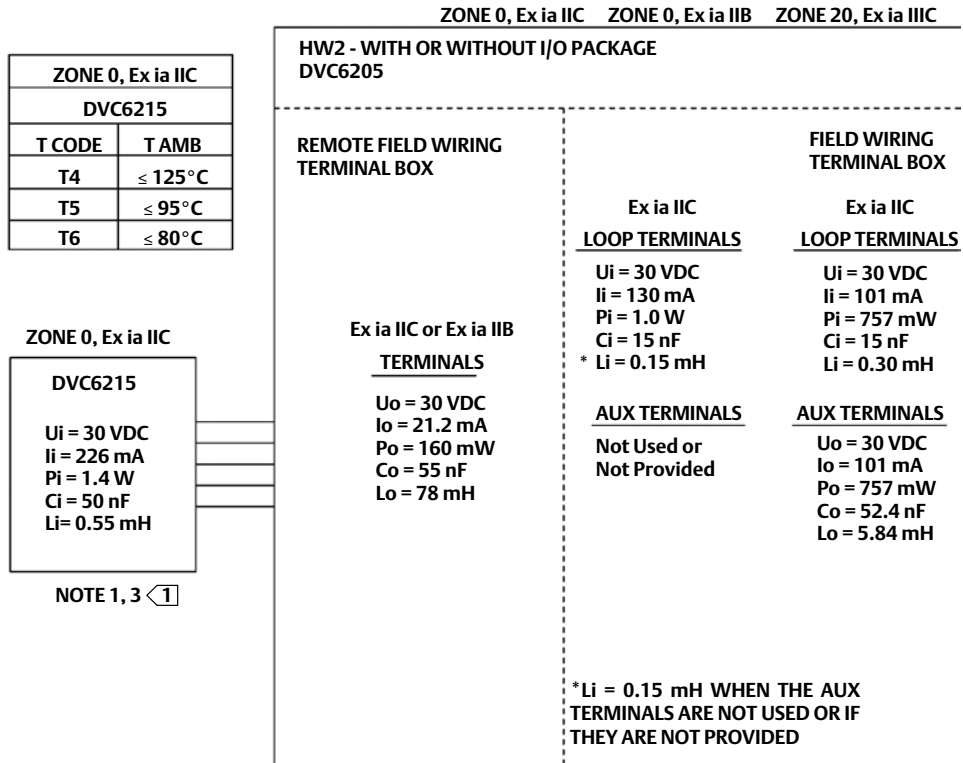 ZONE 0, Ex ia IIC ZONE 0, Ex ia IIB ZONE 20, Ex ia IIIC
HW2 - WITH OR WITHOUT I/O PACKAGE
DVC6205
ZONE 0, Ex ia IIC
DVC6215
T CODE T AMB
T4 ≤ 125°C
T5 ≤ 95°C
T6 ≤ 80°C
ZONE 0, Ex ia IIC
DVC6215
Ui = 30 VDC
Ii = 226 mA
Pi = 1.4 W
Ci = 50 nF
Li= 0.55 mH
NOTE 1, 3 1
REMOTE FIELD WIRING
TERMINAL BOX
Ex ia IIC or Ex ia IIB
TERMINALS
Uo = 30 VDC
Io = 21.2 mA
Po = 160 mW
Co = 55 nF
Lo = 78 mH
FIELD WIRING
TERMINAL BOX
Ex ia IIC
LOOP TERMINALS
Ui = 30 VDC
Ii = 130 mA
Pi = 1.0 W
Ci = 15 nF
* Li = 0.15 mH
AUX TERMINALS
Not Used or
Not Provided
Ex ia IIC
LOOP TERMINALS
Ui = 30 VDC
Ii = 101 mA
Pi = 757 mW
Ci = 15 nF
Li = 0.30 mH
AUX TERMINALS
Uo = 30 VDC
Io = 101 mA
Po = 757 mW
Co = 52.4 nF
Lo = 5.84 mH
*Li = 0.15 mH WHEN THE AUX
TERMINALS ARE NOT USED OR IF
THEY ARE NOT PROVIDED